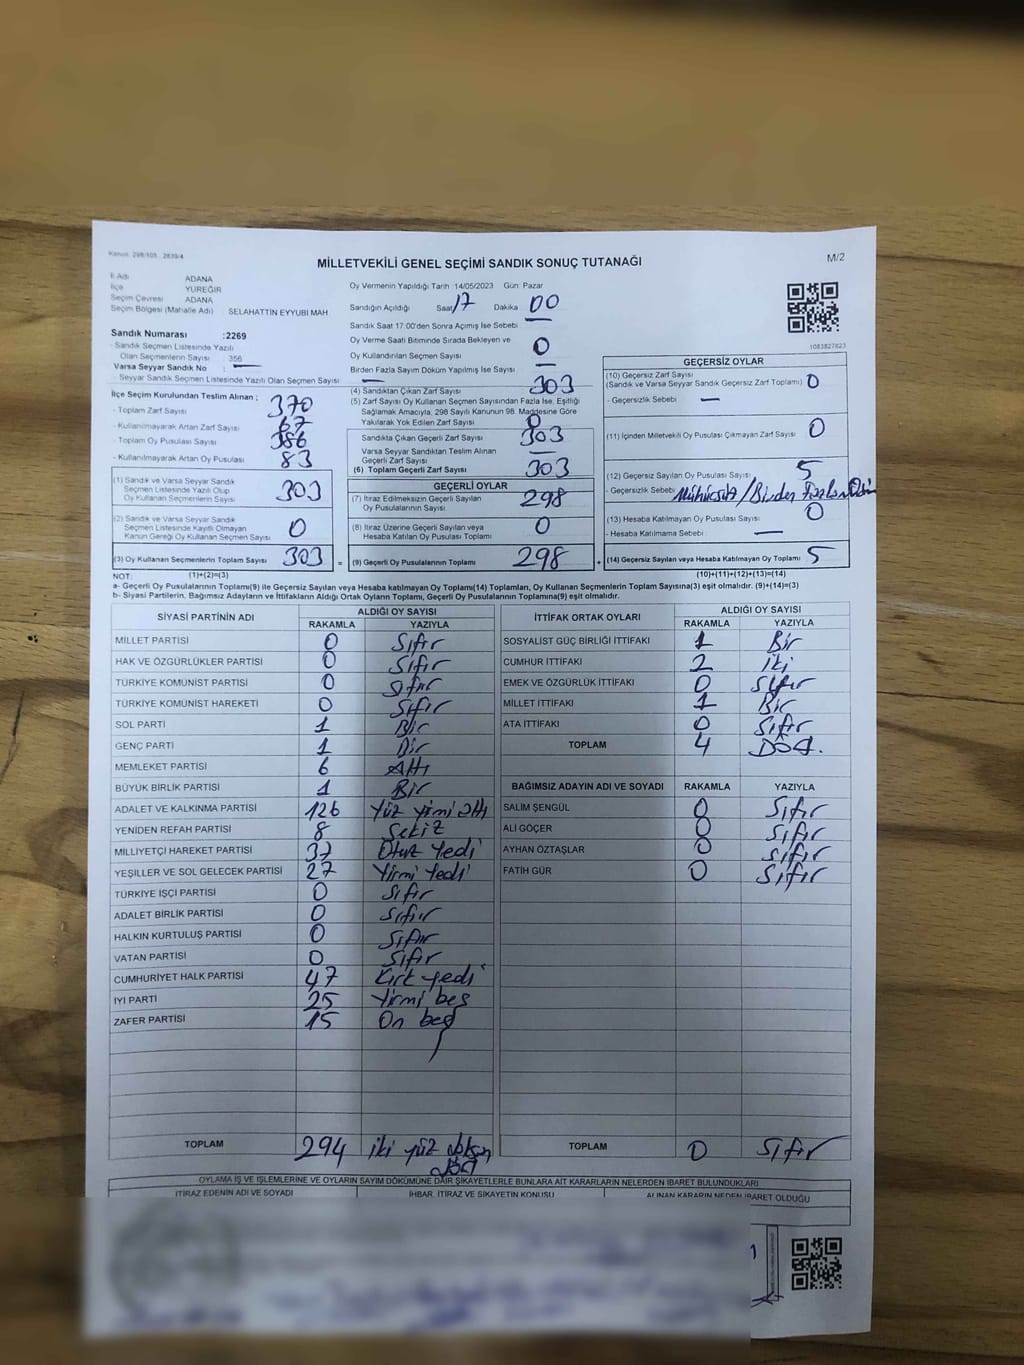 Kanun: 298/105, 2839/4
MİLLETVEKİLİ GENEL SEÇİMİ SANDIK SONUÇ TUTANAĞI
M/2
İl Adı ADANA
İlçe YÜREĞİR
Seçim Çevresi ADANA
Seçim Bölgesi (Mahalle Adı) SELAHATTİN EYYUBİ MAH
Sandık Numarası :2269
- Sandık Seçmen Listesinde Yazılı
Olan Seçmenlerin Sayısı 356
Varsa Seyyar Sandık No : —
Seyyar Sandık Seçmen Listesinde Yazılı Olan Seçmen Sayısı : —
İlçe Seçim Kurulundan Teslim Alınan ;
- Toplam Zarf Sayısı 370
- Kullanılmayarak Artan Zarf Sayısı 67
- Toplam Oy Pusulası Sayısı 386
- Kullanılmayarak Artan Oy Pusulası 83
(1) Sandık ve Varsa Seyyar Sandık
Seçmen Listesinde Yazılı Olup
Oy Kullanan Seçmenlerin Sayısı 303
(2) Sandık ve Varsa Seyyar Sandık
Seçmen Listesinde Kayıtlı Olmayan
Kanun Gereği Oy Kullanan Seçmen Sayısı 0
(3) Oy Kullanan Seçmenlerin Toplam Sayısı 303 =
Oy Vermenin Yapıldığı Tarih 14/05/2023 Gün: Pazar
Sandığın Açıldığı Saat 17 Dakika 00
Sandık Saat 17.00'den Sonra Açımış İse Sebebi —
Oy Verme Saati Bitiminde Sırada Bekleyen ve
Oy Kullandırılan Seçmen Sayısı 0
Birden Fazla Sayım Döküm Yapılmış İse Sayısı —
(4) Sandıktan Çıkan Zarf Sayısı 303
(5) Zarf Sayısı Oy Kullanan Seçmen Sayısından Fazla İse, Eşitliği
Sağlamak Amacıyla, 298 Sayılı Kanunun 98. Maddesine Göre
Yakılarak Yok Edilen Zarf Sayısı 0
Sandıkta Çıkan Geçerli Zarf Sayısı 303
Varsa Seyyar Sandıktan Teslim Alınan
Geçerli Zarf Sayısı —
(6) Toplam Geçerli Zarf Sayısı 303
GEÇERLİ OYLAR
(7) İtiraz Edilmeksizin Geçerli Sayılan
Oy Pusulalarının Sayısı 298
(8) İtiraz Üzerine Geçerli Sayılan veya
Hesaba Katılan Oy Pusulası Toplamı 0
(9) Geçerli Oy Pusulalarının Toplamı 298 +
1083827623
GEÇERSİZ OYLAR
(10) Geçersiz Zarf Sayısı 0
(Sandık ve Varsa Seyyar Sandık Geçersiz Zarf Toplamı)
- Geçersizlik Sebebi —
(11) İçinden Milletvekili Oy Pusulası Çıkmayan Zarf Sayısı 0
(12) Geçersiz Sayılan Oy Pusulası Sayısı 5
- Geçersizlik Sebebi Mühürsüz / Birden Fazla
(13) Hesaba Katılmayan Oy Pusulası Sayısı 0
- Hesaba Katılmama Sebebi —
(14) Geçersiz Sayılan veya Hesaba Katılmayan Oy Toplamı 5
NOT: (1)+(2)=(3) (10)+(11)+(12)+(13)=(14)
a- Geçerli Oy Pusulalarının Toplamı(9) ile Geçersiz Sayılan veya Hesaba katılmayan Oy Toplamı(14) Toplamları, Oy Kullanan Seçmenlerin Toplam Sayısına(3) eşit olmalıdır. (9)+(14)=(3)
b- Siyasi Partilerin, Bağımsız Adayların ve İttifakların Aldığı Ortak Oyların Toplamı, Geçerli Oy Pusulalarının Toplamına(9) eşit olmalıdır.
SİYASİ PARTİNİN ADI ALDIĞI OY SAYISI
RAKAMLA YAZIYLA
MİLLET PARTİSİ 0 Sıfır
HAK VE ÖZGÜRLÜKLER PARTİSİ 0 Sıfır
TÜRKİYE KOMÜNİST PARTİSİ 0 Sıfır
TÜRKİYE KOMÜNİST HAREKETİ 0 Sıfır
SOL PARTİ 1 Bir
GENÇ PARTİ 1 Bir
MEMLEKET PARTİSİ 6 Altı
BÜYÜK BİRLİK PARTİSİ 1 Bir
ADALET VE KALKINMA PARTİSİ 126 Yüz yirmi altı
YENİDEN REFAH PARTİSİ 8 Sekiz
MİLLİYETÇİ HAREKET PARTİSİ 37 Otuz Yedi
YEŞİLLER VE SOL GELECEK PARTİSİ 27 Yirmi Yedi
TÜRKİYE İŞÇİ PARTİSİ 0 Sıfır
ADALET BİRLİK PARTİSİ 0 Sıfır
HALKIN KURTULUŞ PARTİSİ 0 Sıfır
VATAN PARTİSİ 0 Sıfır
CUMHURİYET HALK PARTİSİ 47 Kırk yedi
İYİ PARTİ 25 Yirmi beş
ZAFER PARTİSİ 15 On beş
TOPLAM 294 iki yüz doksan
dört
İTTİFAK ORTAK OYLARI ALDIĞI OY SAYISI
RAKAMLA YAZIYLA
SOSYALİST GÜÇ BİRLİĞİ İTTİFAKI 1 Bir
CUMHUR İTTİFAKI 2 iki
EMEK VE ÖZGÜRLÜK İTTİFAKI 0 Sıfır
MİLLET İTTİFAKI 1 Bir
ATA İTTİFAKI 0 Sıfır
TOPLAM 4 Dört.
BAĞIMSIZ ADAYIN ADI VE SOYADI RAKAMLA YAZIYLA
SALİM ŞENGÜL 0 Sıfır
ALİ GÖÇER 0 Sıfır
AYHAN ÖZTAŞLAR 0 Sıfır
FATİH GÜR 0 Sıfır
TOPLAM 0 Sıfır
OYLAMA İŞ VE İŞLEMLERİNE VE OYLARIN SAYIM DÖKÜMÜNE DAİR ŞİKAYETLERLE BUNLARA AİT KARARLARIN NELERDEN İBARET BULUNDUKLARI
İTİRAZ EDENİN ADI VE SOYADI İHBAR, İTİRAZ VE ŞİKAYETİN KONUSU ALINAN KARARIN NEDEN İBARET OLDUĞU